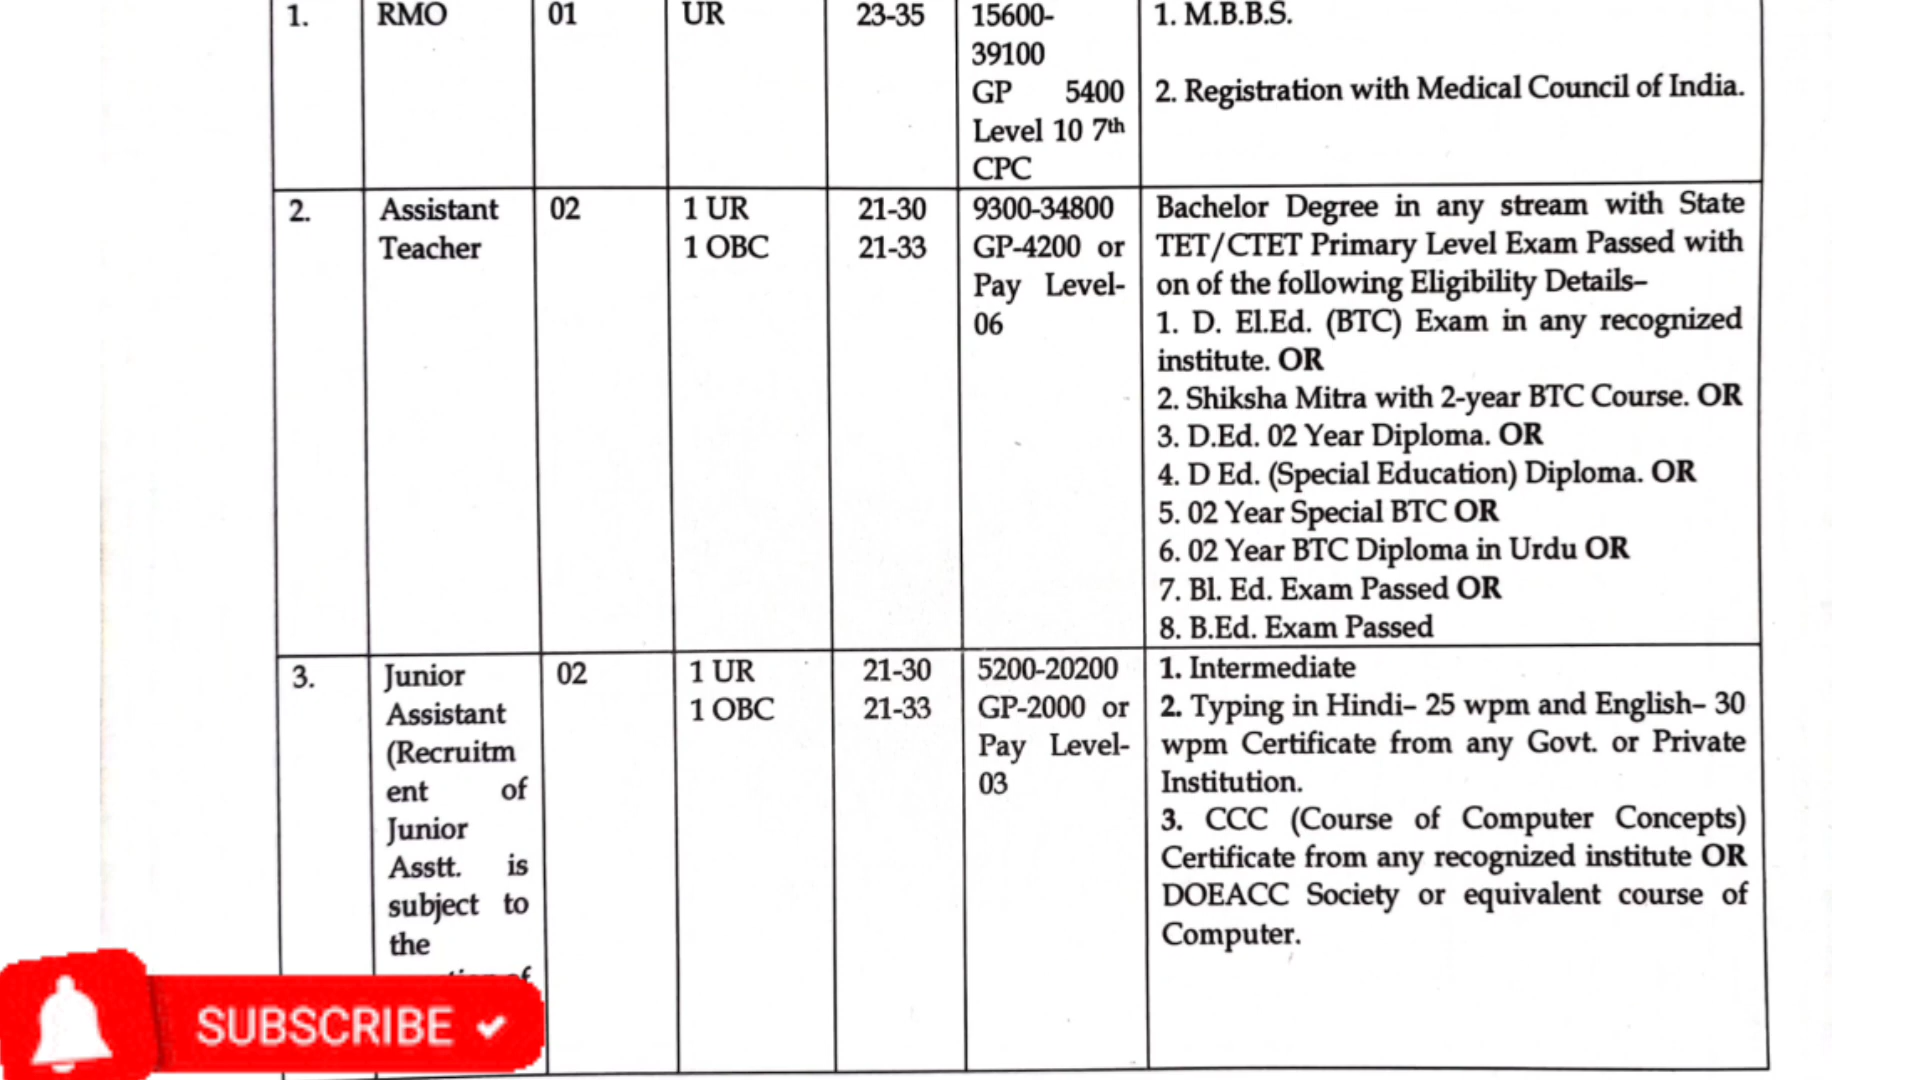 1. RMO 01 UR 23-35 15600- 1. M.B.B.S.
39100
GP 5400 2. Registration with Medical Council of India.
Level 10 7th
CPC
2. Assistant 02 1 UR 21-30 9300-34800 Bachelor Degree in any stream with State
Teacher 1 OBC 21-33 GP-4200 or TET/CTET Primary Level Exam Passed with
Pay Level- on of the following Eligibility Details–
06 1. D. El.Ed. (BTC) Exam in any recognized
institute. OR
2. Shiksha Mitra with 2-year BTC Course. OR
3. D.Ed. 02 Year Diploma. OR
4. D Ed. (Special Education) Diploma. OR
5. 02 Year Special BTC OR
6. 02 Year BTC Diploma in Urdu OR
7. Bl. Ed. Exam Passed OR
8. B.Ed. Exam Passed
3. Junior 02 1 UR 21-30 5200-20200 1. Intermediate
Assistant 1 OBC 21-33 GP-2000 or 2. Typing in Hindi– 25 wpm and English– 30
(Recruitm Pay Level- wpm Certificate from any Govt. or Private
ent of 03 Institution.
Junior 3. CCC (Course of Computer Concepts)
Asstt. is Certificate from any recognized institute OR
subject to DOEACC Society or equivalent course of
the Computer.
of
SUBSCRIBE